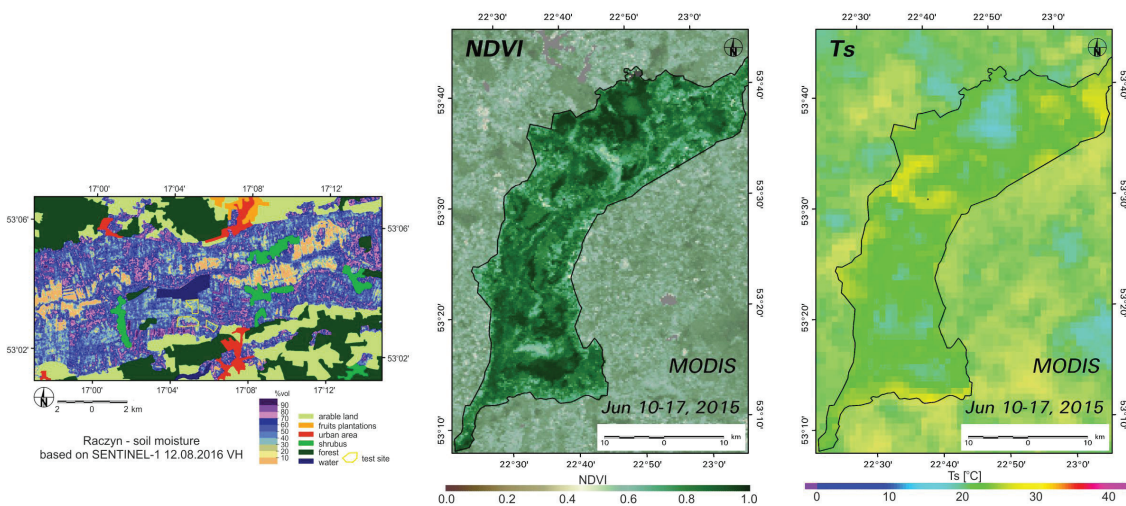 17°00' 17°04' 17°08' 17°12'
53°06' 53°06'
53°02' 53°02'
17°00' 17°04' 17°08' 17°12'
N
2 0 2 km
Raczyn - soil moisture
based on SENTINEL-1 12.08.2016 VH
%vol
90
80
70
60
50
40
30
20
10
arable land
fruits plantations
urban area
shrubus
forest
water
test site
22°30' 22°40' 22°50' 23°0'
NDVI
N
53°40' 53°40'
53°30' 53°30'
53°20' 53°20'
53°10' 53°10'
MODIS
Jun 10-17, 2015
10 0 10 km
22°30' 22°40' 22°50' 23°0'
NDVI
0.0 0.2 0.4 0.6 0.8 1.0
22°30' 22°40' 22°50' 23°0'
Ts
N
53°40' 53°40'
53°30' 53°30'
53°20' 53°20'
53°10' 53°10'
MODIS
Jun 10-17, 2015
10 0 10 km
22°30' 22°40' 22°50' 23°0'
Ts [°C]
0 10 20 30 40